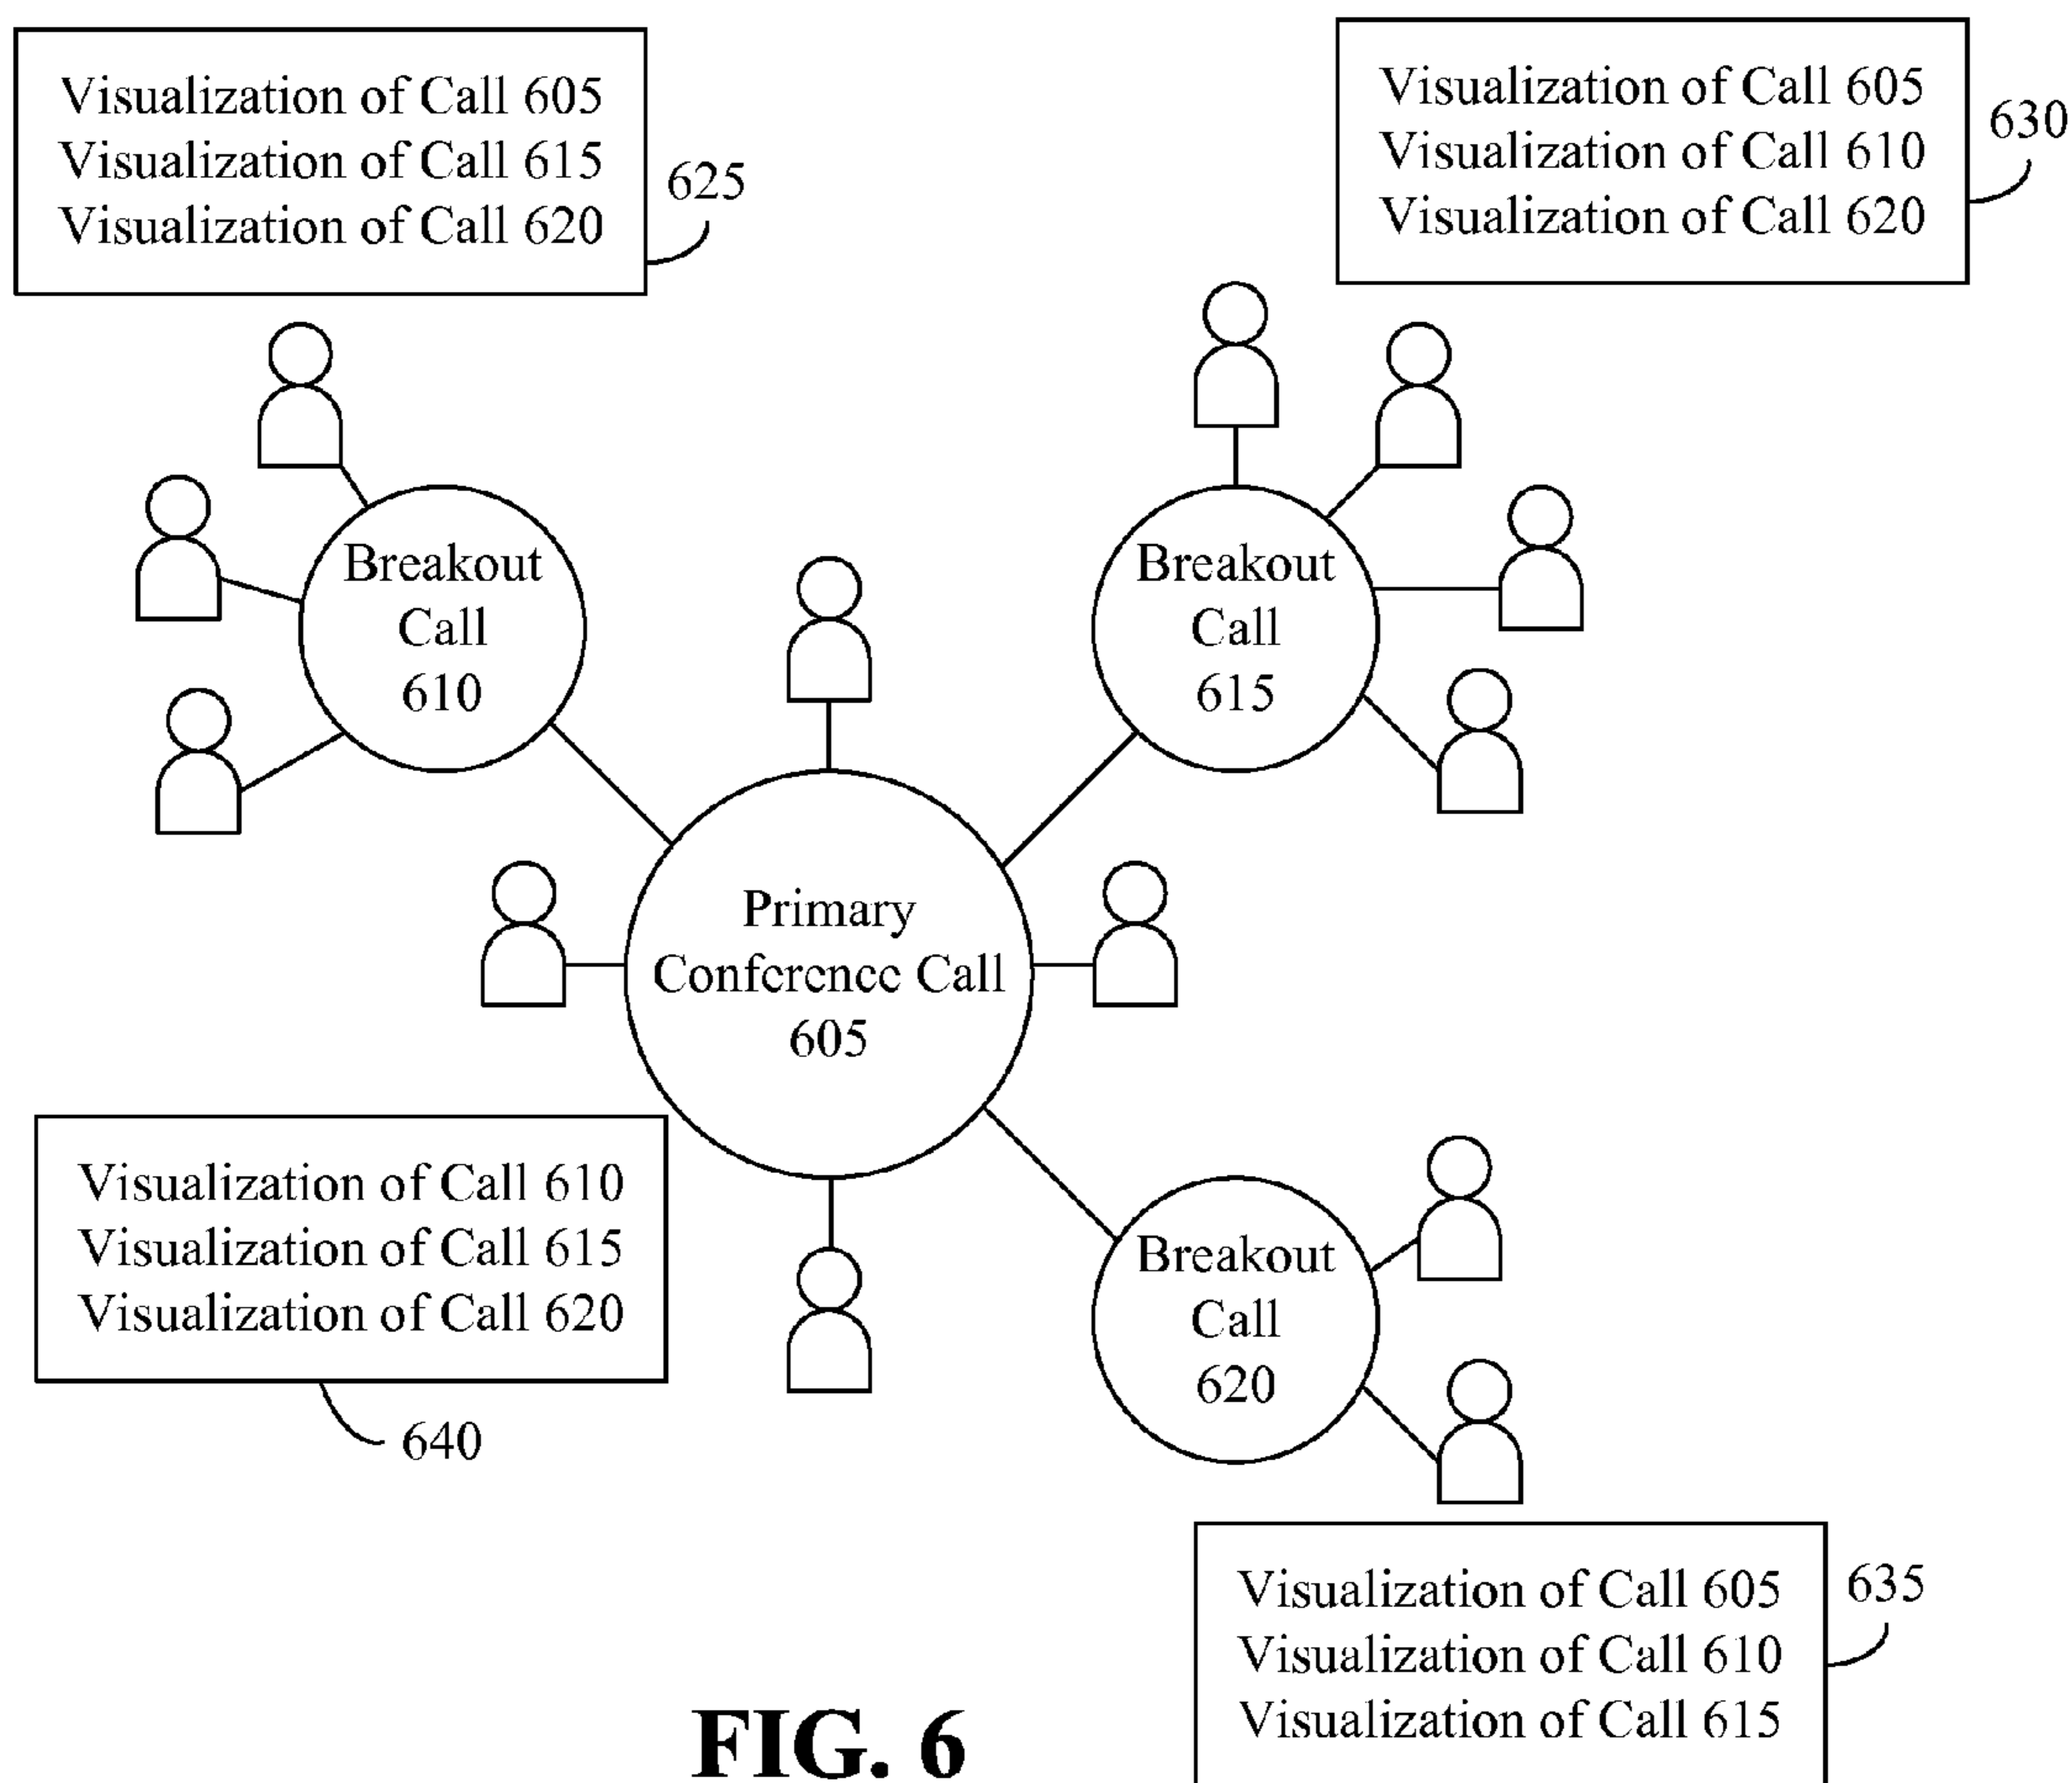 Visualization of Call 605
Visualization of Call 615
Visualization of Call 620
625
Visualization of Call 605
Visualization of Call 610
Visualization of Call 620
630
Breakout
Call
610
Breakout
Call
615
Primary
Conference Call
605
Visualization of Call 610
Visualization of Call 615
Visualization of Call 620
640
Breakout
Call
620
Visualization of Call 605
Visualization of Call 610
Visualization of Call 615
635
FIG. 6